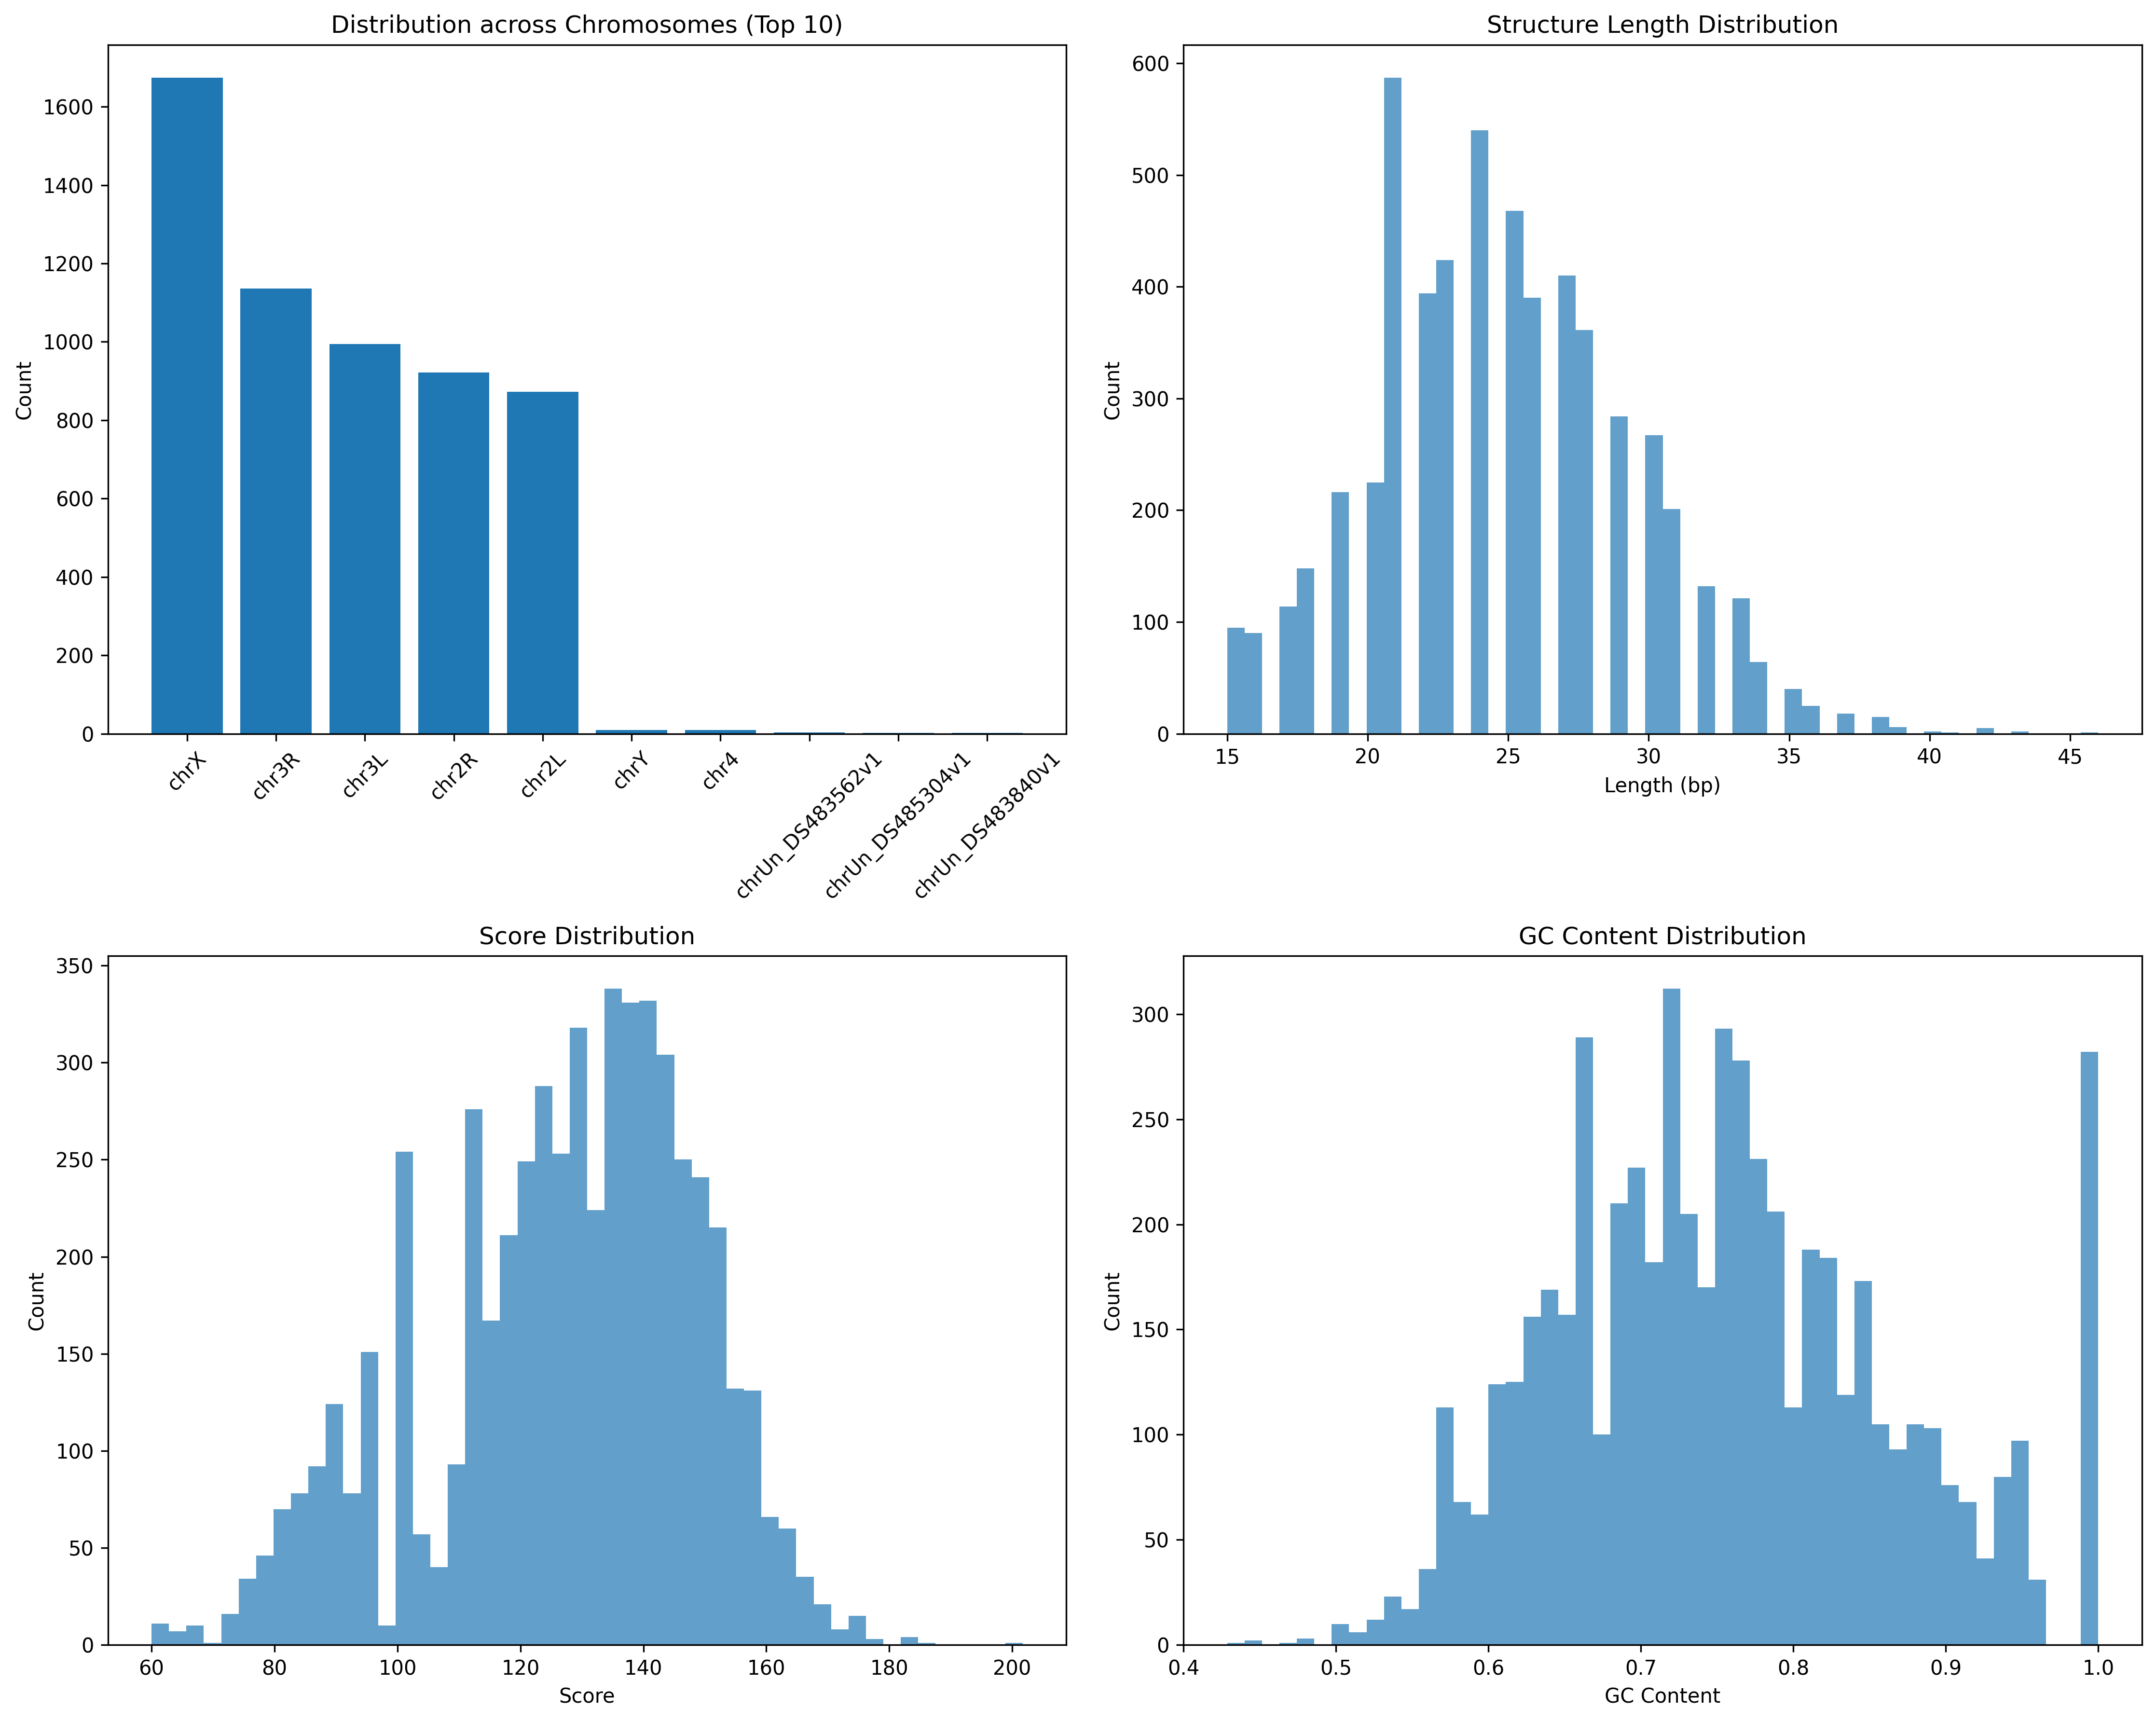 Distribution across Chromosomes (Top 10)
Count
1600
1400
1200
1000
800
600
400
200
0
chrX
chr3R
chr3L
chr2R
chr2L
chrY
chr4
chrUn_DS483562v1
chrUn_DS485304v1
chrUn_DS483840v1
Structure Length Distribution
Count
600
500
400
300
200
100
0
15
20
25
30
35
40
45
Length (bp)
Score Distribution
Count
350
300
250
200
150
100
50
0
60
80
100
120
140
160
180
200
Score
GC Content Distribution
Count
300
250
200
150
100
50
0
0.4
0.5
0.6
0.7
0.8
0.9
1.0
GC Content